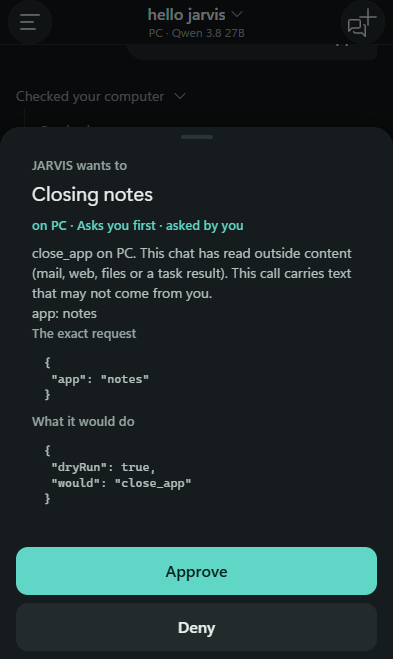 hello jarvis
PC · Qwen 3.8 27B
Checked your computer
JARVIS wants to
Closing notes
on PC · Asks you first · asked by you
close_app on PC. This chat has read outside content
(mail, web, files or a task result). This call carries text
that may not come from you.
app: notes
The exact request
{
"app": "notes"
}
What it would do
{
"dryRun": true,
"would": "close_app"
}
Approve
Deny